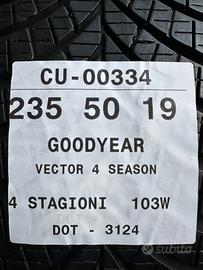 CU-00334
235 50 19
GOODYEAR
VECTOR 4 SEASON
4 STAGIONI 103W
DOT - 3124
subito